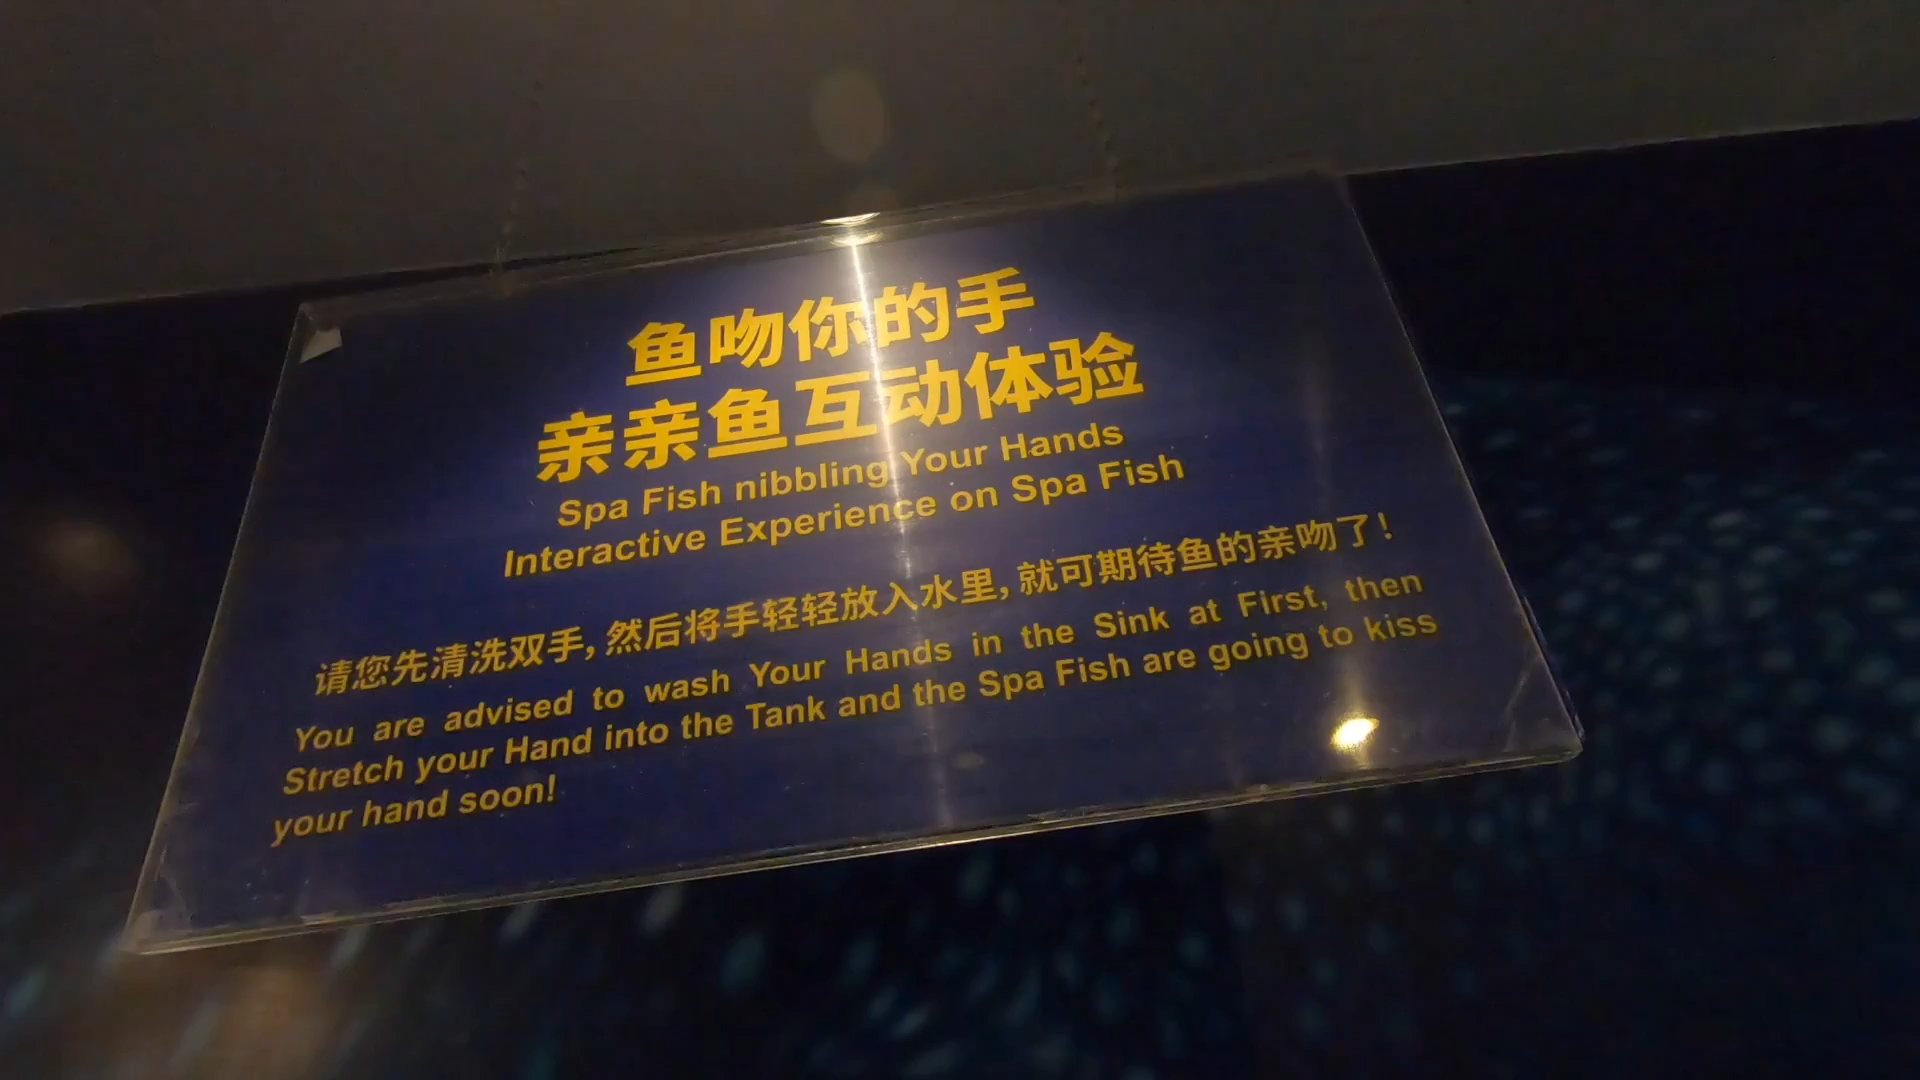 鱼吻你的手
亲亲鱼互动体验
Spa Fish nibbling Your Hands
Interactive Experience on Spa Fish
请您先清洗双手,然后将手轻轻放入水里,就可期待鱼的亲吻了!
You are advised to wash Your Hands in the Sink at First, then
Stretch your Hand into the Tank and the Spa Fish are going to kiss
your hand soon!